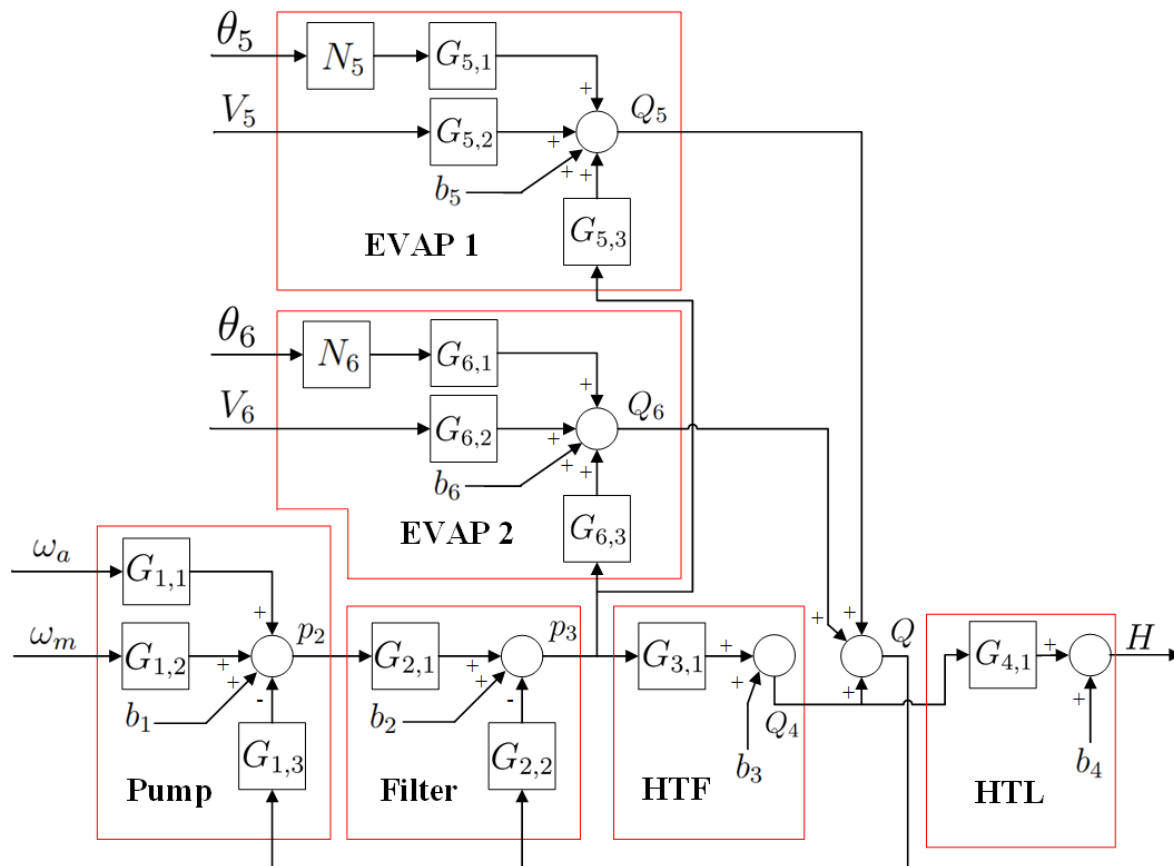 θ₅ N₅ G₅,₁
+
V₅ G₅,₂ + Q₅
+ +
b₅
EVAP 1 G₅,₃
θ₆ N₆ G₆,₁
+
V₆ G₆,₂ + Q₆
+ +
b₆
EVAP 2 G₆,₃
ωₐ G₁,₁
+ + +
ωₘ G₁,₂ + p₂ G₂,₁ + p₃ G₃,₁ + Q G₄,₁ + H
+ + + + +
b₁ - b₂ - Q₄
G₁,₃ G₂,₂ b₃ b₄
Pump Filter HTF HTL